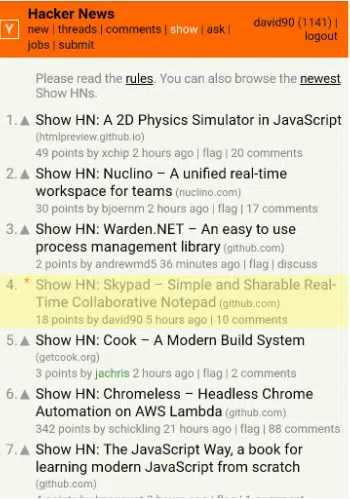 Y
Hacker News
new | threads | comments | show | ask |
jobs | submit
david90 (1141) |
logout
Please read the rules. You can also browse the newest
Show HNs.
1. Show HN: A 2D Physics Simulator in JavaScript
(htmlpreview.github.io)
49 points by xchip 2 hours ago | flag | 20 comments
2. Show HN: Nuclino – A unified real-time
workspace for teams (nuclino.com)
30 points by bjoernm 2 hours ago | flag | 17 comments
3. Show HN: Warden.NET – An easy to use
process management library (github.com)
2 points by andrewmd5 36 minutes ago | flag | discuss
4. * Show HN: Skypad – Simple and Sharable Real-
Time Collaborative Notepad (github.com)
18 points by david90 5 hours ago | 10 comments
5. Show HN: Cook – A Modern Build System
(getcook.org)
3 points by jachris 2 hours ago | flag | 2 comments
6. Show HN: Chromeless – Headless Chrome
Automation on AWS Lambda (github.com)
342 points by schickling 21 hours ago | flag | 88 comments
7. Show HN: The JavaScript Way, a book for
learning modern JavaScript from scratch
(github.com)